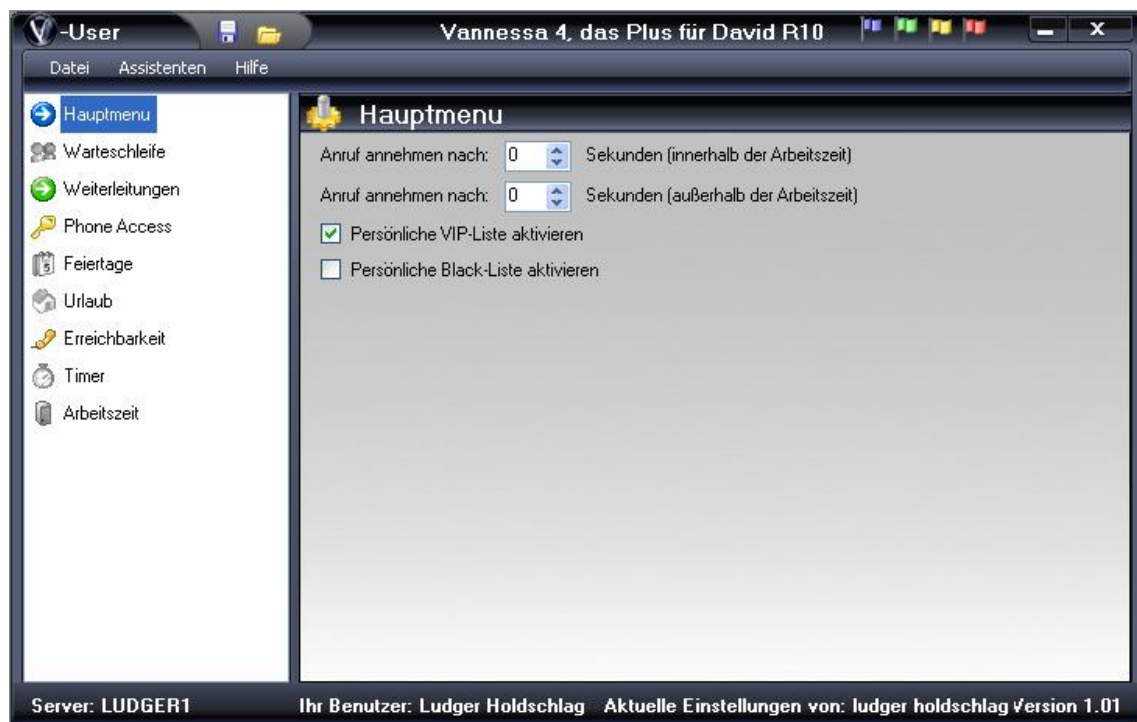 V-User Vannessa 4, das Plus für David R10 X
Datei Assistenten Hilfe
Hauptmenu
Warteschleife
Weiterleitungen
Phone Access
5 Feiertage
Urlaub
Erreichbarkeit
Timer
Arbeitszeit
Hauptmenu
Anruf annehmen nach: 0 Sekunden (innerhalb der Arbeitszeit)
Anruf annehmen nach: 0 Sekunden (außerhalb der Arbeitszeit)
Persönliche VIP-Liste aktivieren
Persönliche Black-Liste aktivieren
Server: LUDGER1 Ihr Benutzer: Ludger Holdschlag Aktuelle Einstellungen von: ludger holdschlag Version 1.01